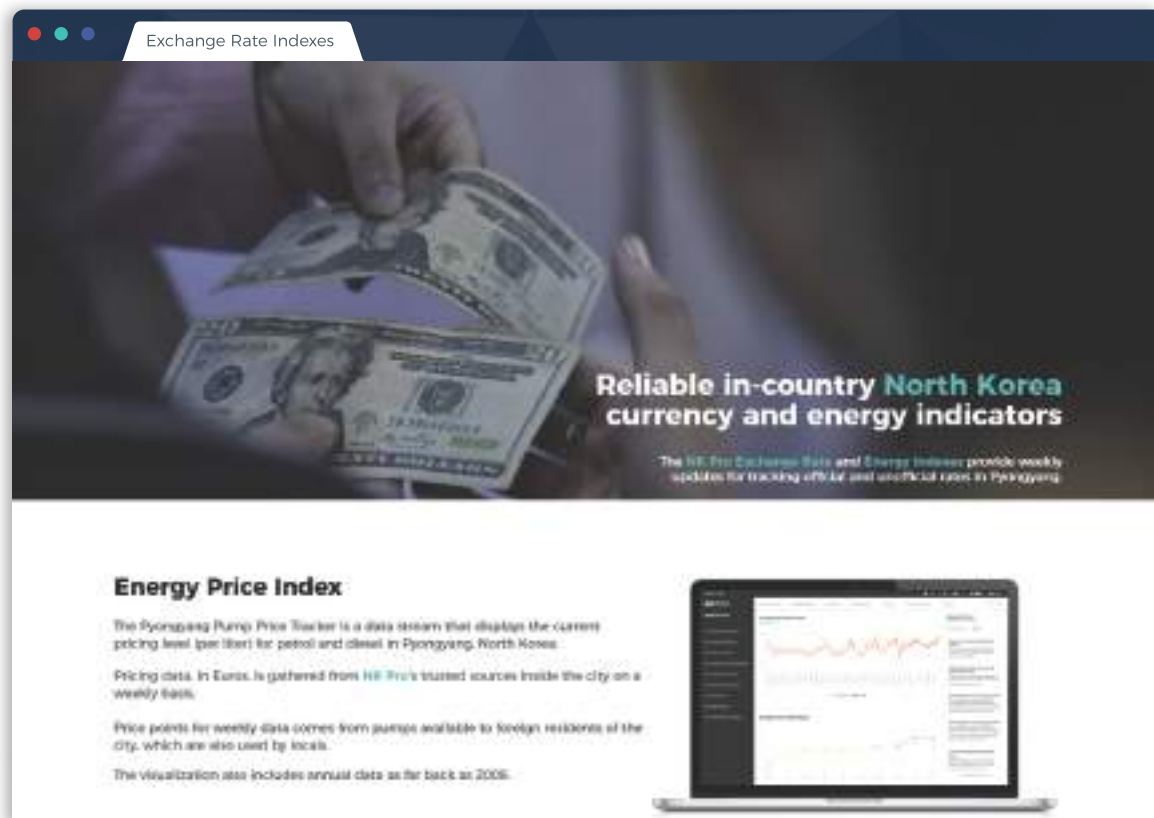 Exchange Rate Indexes
Reliable in-country North Korea
currency and energy indicators
The NK Pro Exchange Rate and Energy Indexes provide weekly
updates for tracking official and unofficial rates in Pyongyang.
Energy Price Index
The Pyongyang Pump Price Tracker is a data stream that displays the current
pricing level (per liter) for petrol and diesel in Pyongyang, North Korea.
Pricing data, in Euros, is gathered from NK Pro's trusted sources inside the city on a
weekly basis.
Price points for weekly data comes from pumps available to foreign residents of the
city, which are also used by locals.
The visualization also includes annual data as far back as